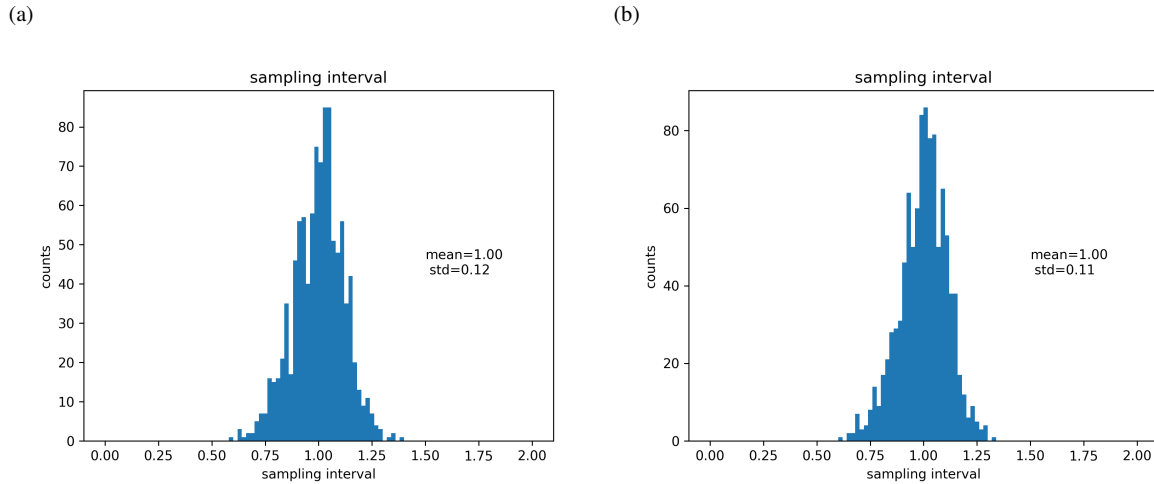 (a)
sampling interval
counts
80
70
60
50
40
30
20
10
0
mean=1.00
std=0.12
0.00 0.25 0.50 0.75 1.00 1.25 1.50 1.75 2.00
sampling interval
(b)
sampling interval
counts
80
60
40
20
0
mean=1.00
std=0.11
0.00 0.25 0.50 0.75 1.00 1.25 1.50 1.75 2.00
sampling interval